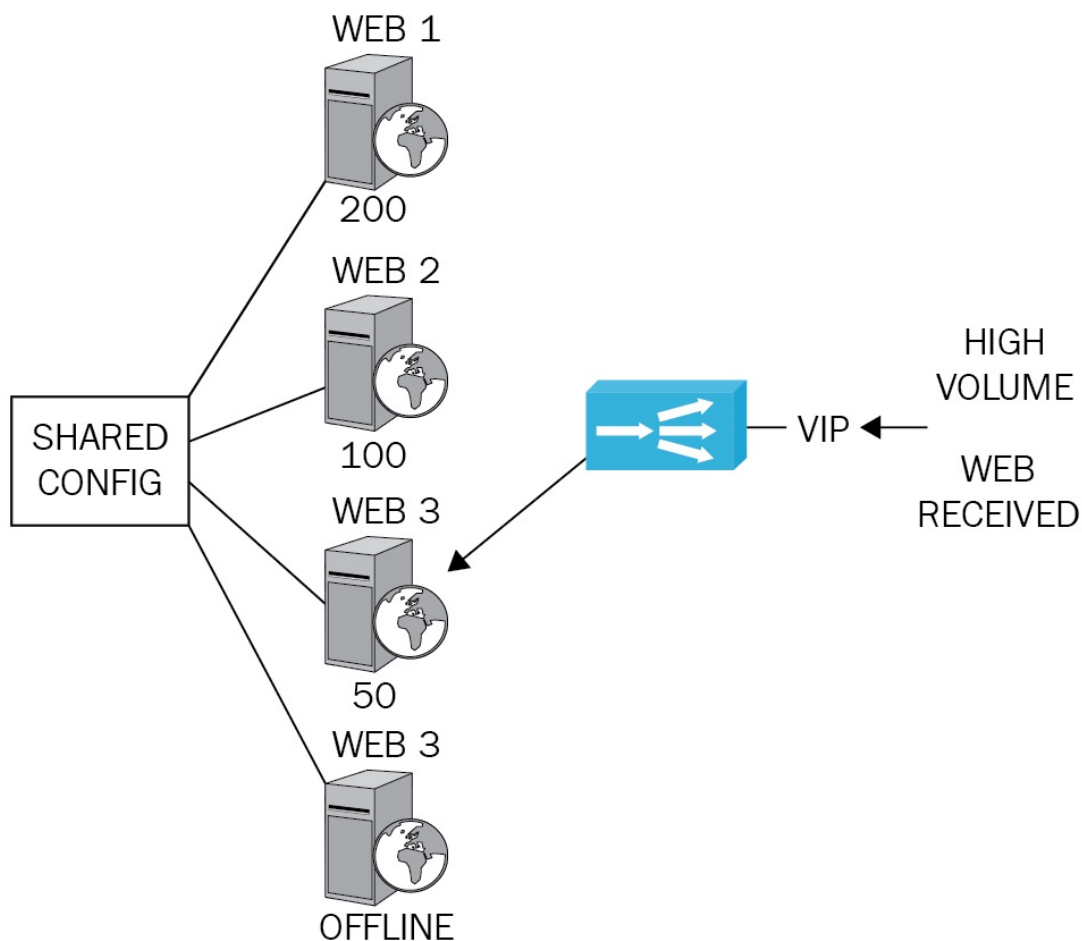 WEB 1
200
WEB 2
100
WEB 3
50
WEB 3
OFFLINE
SHARED
CONFIG
VIP
HIGH
VOLUME
WEB
RECEIVED